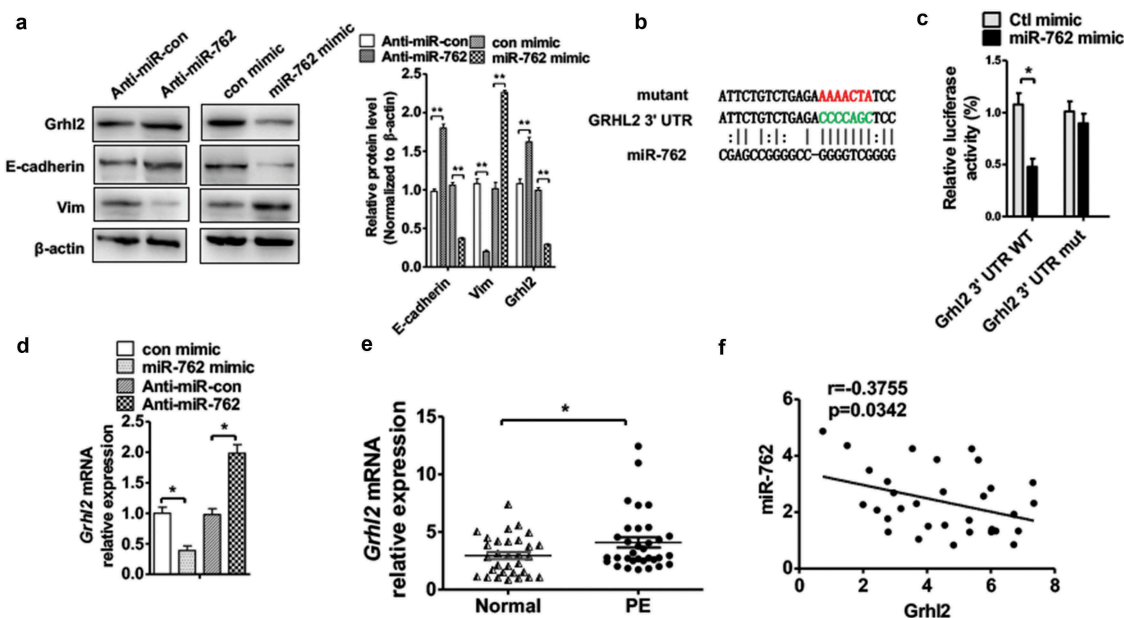 a
Anti-miR-con
Anti-miR-762
con mimic
miR-762 mimic
Grhl2
E-cadherin
Vim
β-actin
Anti-miR-con
con mimic
Anti-miR-762
miR-762 mimic
Relative protein level
(Normalized to β-actin)
2.5
2.0
1.5
1.0
0.5
0.0
**
**
**
**
**
**
E-cadherin
Vim
Grhl2
b
mutant
ATTCTGTCTGAGAAAAACTATCC
GRHL2 3' UTR
ATTCTGTCTGAGACCCCAGCTCC
miR-762
CGAGCCGGGGCC-GGGGTCGGGG
c
Ctl mimic
miR-762 mimic
Relative luciferase
activity (%)
1.5
1.0
0.5
0.0
*
Grhl2 3' UTR WT
Grhl2 3' UTR mut
d
con mimic
miR-762 mimic
Anti-miR-con
Anti-miR-762
Grhl2 mRNA
relative expression
2.5
2.0
1.5
1.0
0.5
0.0
*
*
e
Grhl2 mRNA
relative expression
15
10
5
0
*
Normal
PE
f
r=-0.3755
p=0.0342
miR-762
6
4
2
0
0
2
4
6
8
Grhl2